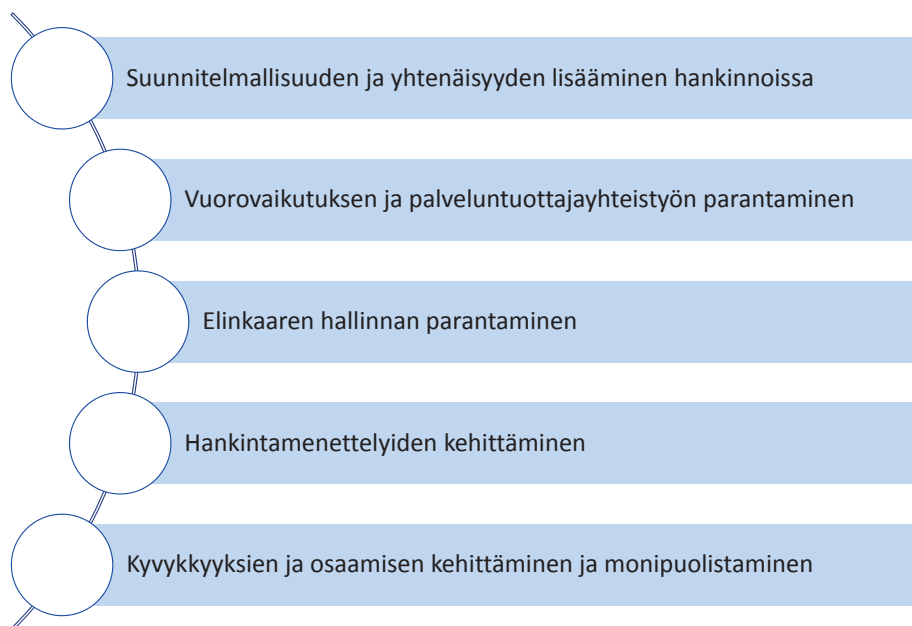 Suunnitelmallisuuden ja yhtenäisyyden lisääminen hankinnoissa
Vuorovaikutuksen ja palveluntuottajayhteistyön parantaminen
Elinkaaren hallinnan parantaminen
Hankintamenettelyiden kehittäminen
Kyvykkyyksien ja osaamisen kehittäminen ja monipuolistaminen